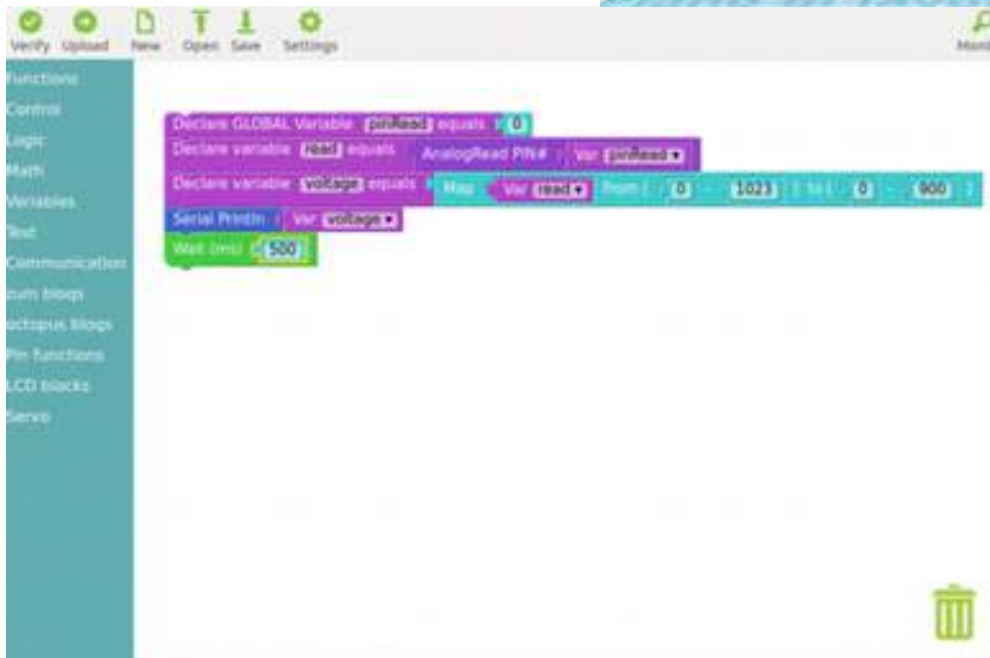 Verify Upload New Open Save Settings
Functions
Control
Logic
Math
Variables
Text
Communication
zum bloqs
octopus bloqs
Pin functions
LCD blocks
Servo
Declare GLOBAL Variable pinRead equals 0
Declare variable read equals AnalogRead PIN# Var pinRead ▾
Declare variable voltage equals Map Var read ▾ from [ 0 - 1023 ] to [ 0 - 900 ]
Serial Println Var voltage ▾
Wait (ms) 500